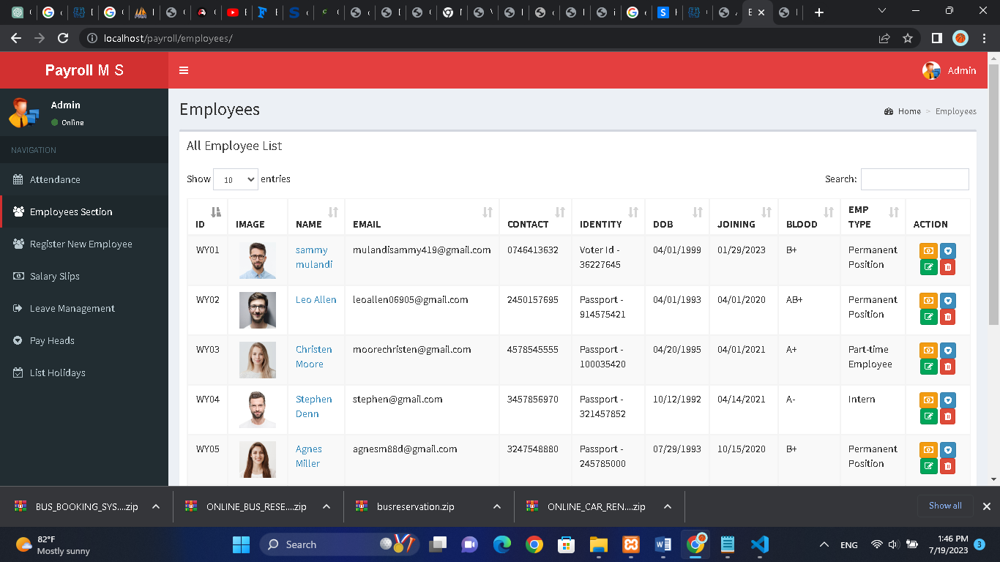 localhost/payroll/employees/
Payroll M S
Admin
Admin
Online
NAVIGATION
Attendance
Employees Section
Register New Employee
Salary Slips
Leave Management
Pay Heads
List Holidays
Employees
Home > Employees
All Employee List
Show 10 entries
Search:
ID IMAGE NAME EMAIL CONTACT IDENTITY DOB JOINING BLOOD EMP TYPE ACTION
WY01 sammy mulandi mulandisammy419@gmail.com 0746413632 Voter Id - 36227645 04/01/1999 01/29/2023 B+ Permanent Position
WY02 Leo Allen leoallen06905@gmail.com 2450157695 Passport - 914575421 04/01/1993 04/01/2020 AB+ Permanent Position
WY03 Christen Moore moorechristen@gmail.com 4578545555 Passport - 100035420 04/20/1995 04/01/2021 A+ Part-time Employee
WY04 Stephen Denn stephen@gmail.com 3457856970 Passport - 321457852 10/12/1992 04/14/2021 A- Intern
WY05 Agnes Miller agnesm88d@gmail.com 3247548880 Passport - 245785000 07/29/1993 10/15/2020 B+ Permanent Position
BUS_BOOKING_SYS....zip
ONLINE_BUS_RESE....zip
busreservation.zip
ONLINE_CAR_REN....zip
Show all
82°F
Mostly sunny
Search
ENG
1:46 PM
7/19/2023
3